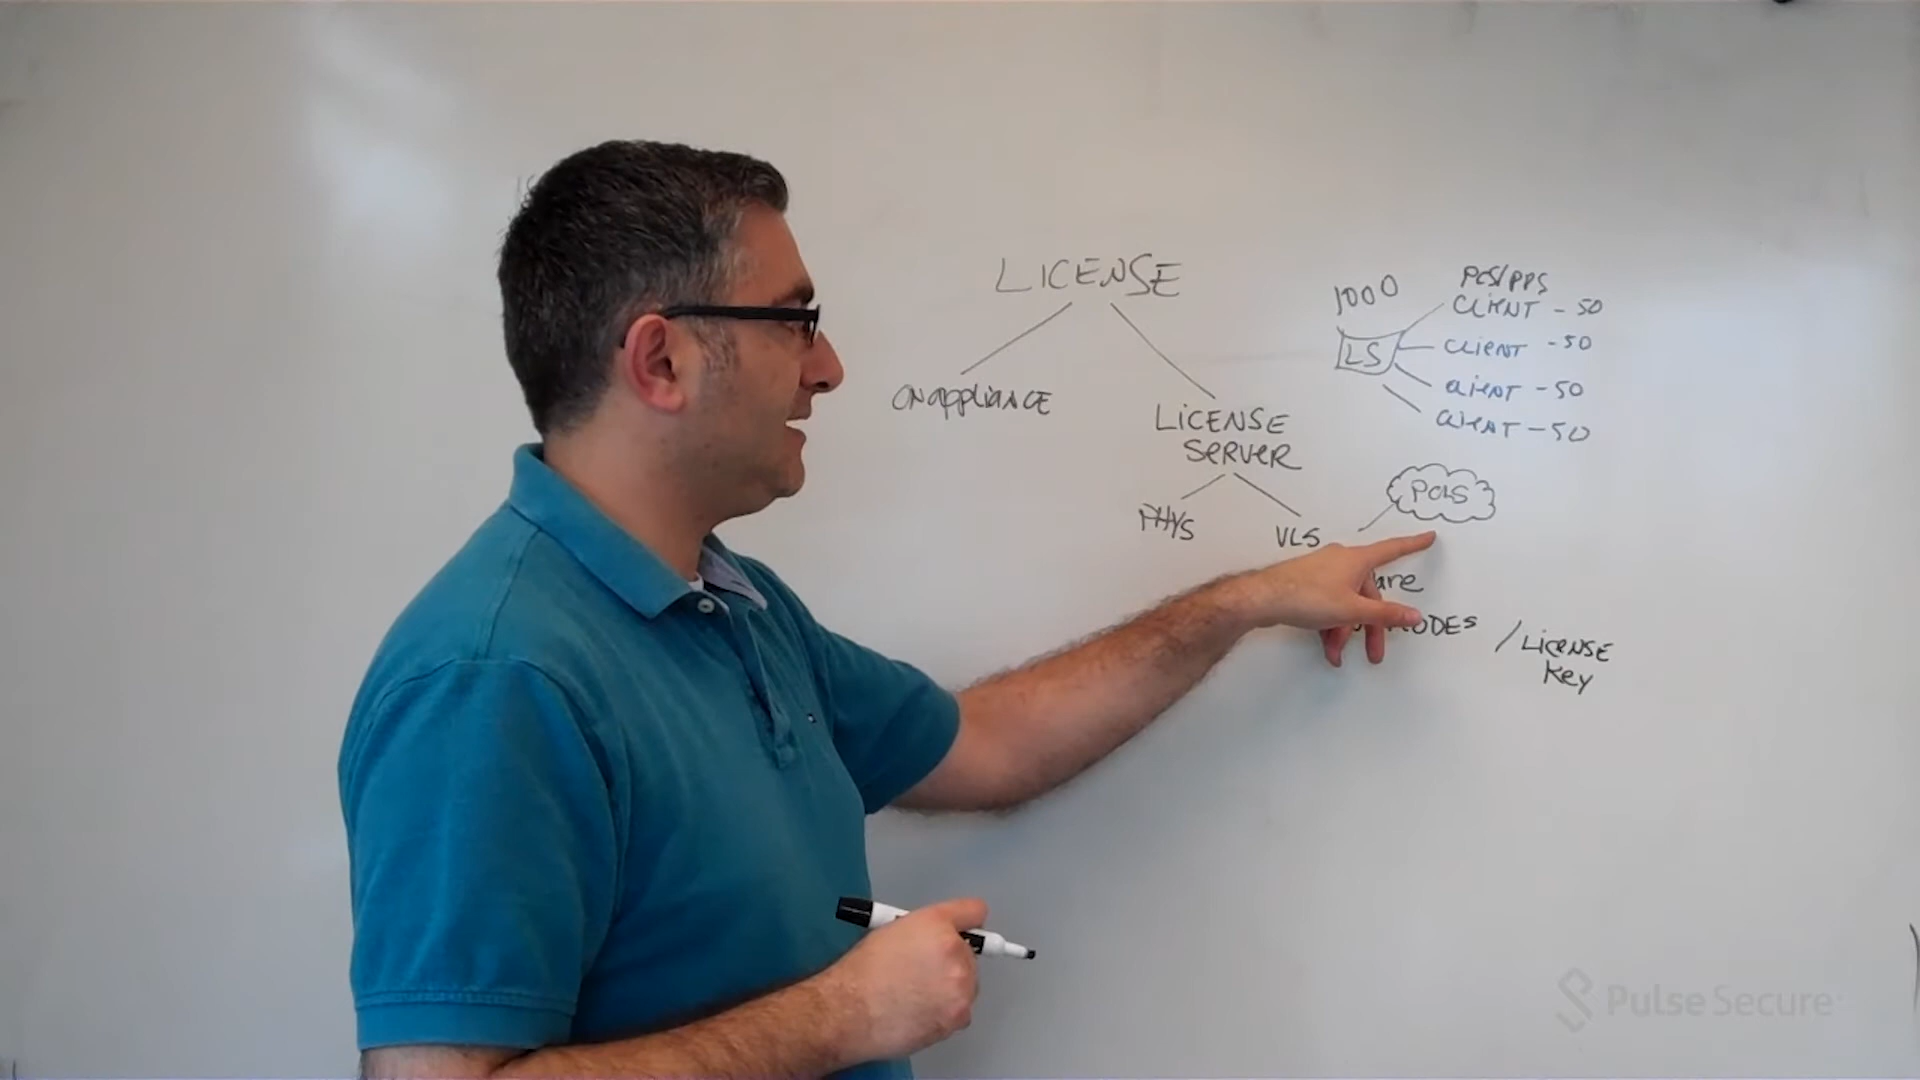 LICENSE
ON APPLIANCE
LICENSE
SERVER
PHYS
VLS
1000
LS
PCS/PPS
CLIENT - 50
CLIENT - 50
CLIENT - 50
CLIENT - 50
PCLS
/ LICENSE
Key
Pulse Secure